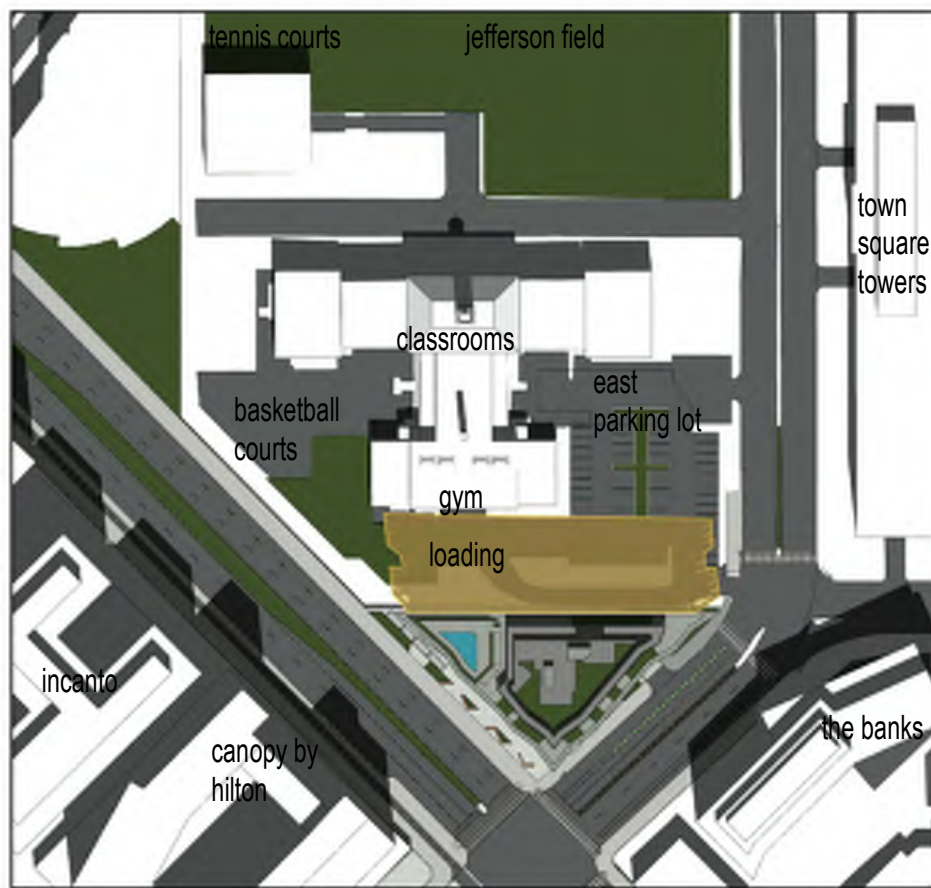 tennis courts
jefferson field
town
square
towers
classrooms
east
parking lot
basketball
courts
gym
loading
incanto
canopy by
hilton
the banks